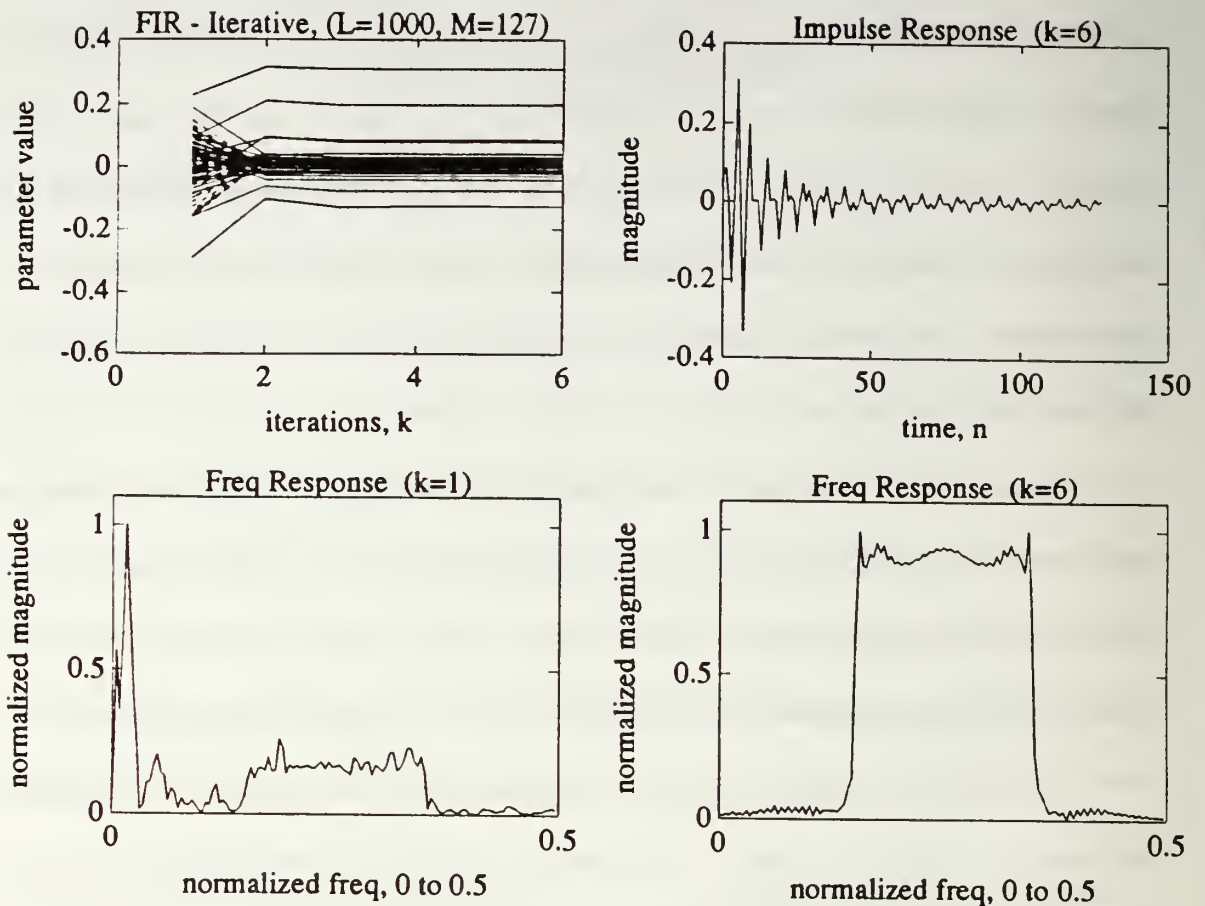 FIR - Iterative, (L=1000, M=127)
0.4
0.2
0
-0.2
-0.4
-0.6
0
2
4
6
parameter value
iterations, k
Impulse Response (k=6)
0.4
0.2
0
-0.2
-0.4
0
50
100
150
magnitude
time, n
Freq Response (k=1)
1
0.5
0
0
0.5
normalized magnitude
normalized freq, 0 to 0.5
Freq Response (k=6)
1
0.5
0
0
0.5
normalized magnitude
normalized freq, 0 to 0.5